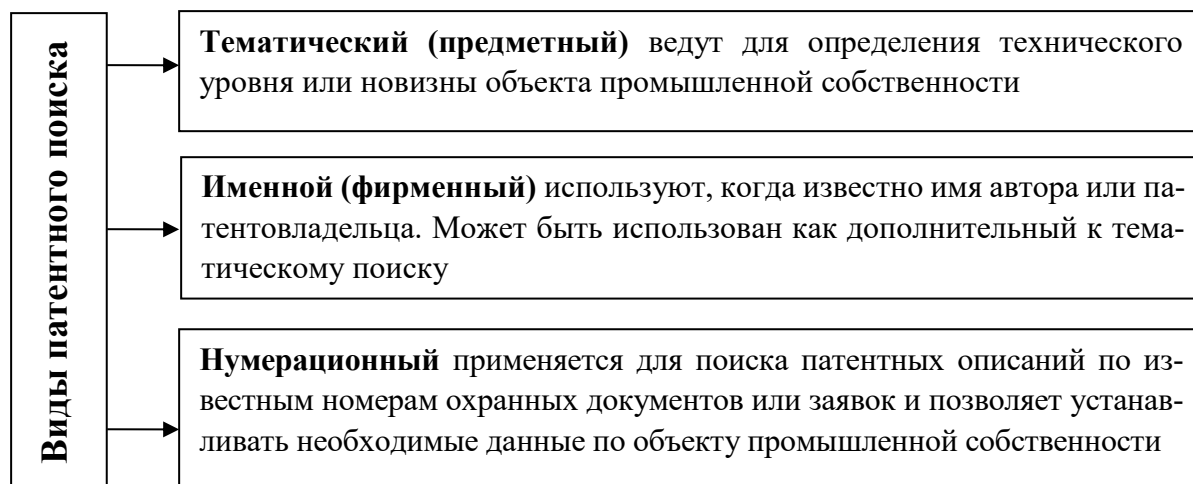 Виды патентного поиска
Тематический (предметный) ведут для определения технического
уровня или новизны объекта промышленной собственности
Именной (фирменный) используют, когда известно имя автора или па-
тентовладельца. Может быть использован как дополнительный к тема-
тическому поиску
Нумерационный применяется для поиска патентных описаний по из-
вестным номерам охранных документов или заявок и позволяет устанав-
ливать необходимые данные по объекту промышленной собственности